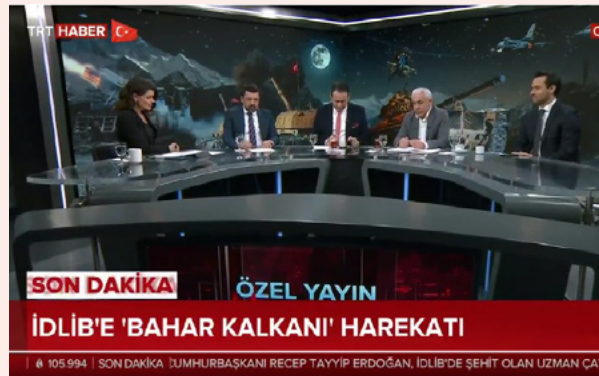 TRT HABER
SON DAKİKA
ÖZEL YAYIN
İDLİB'E 'BAHAR KALKANI' HAREKATI
105.994 | SON DAKİKA CUMHURBAŞKANI RECEP TAYYİP ERDOĞAN, İDLİB'DE ŞEHİT OLAN UZMAN ÇA